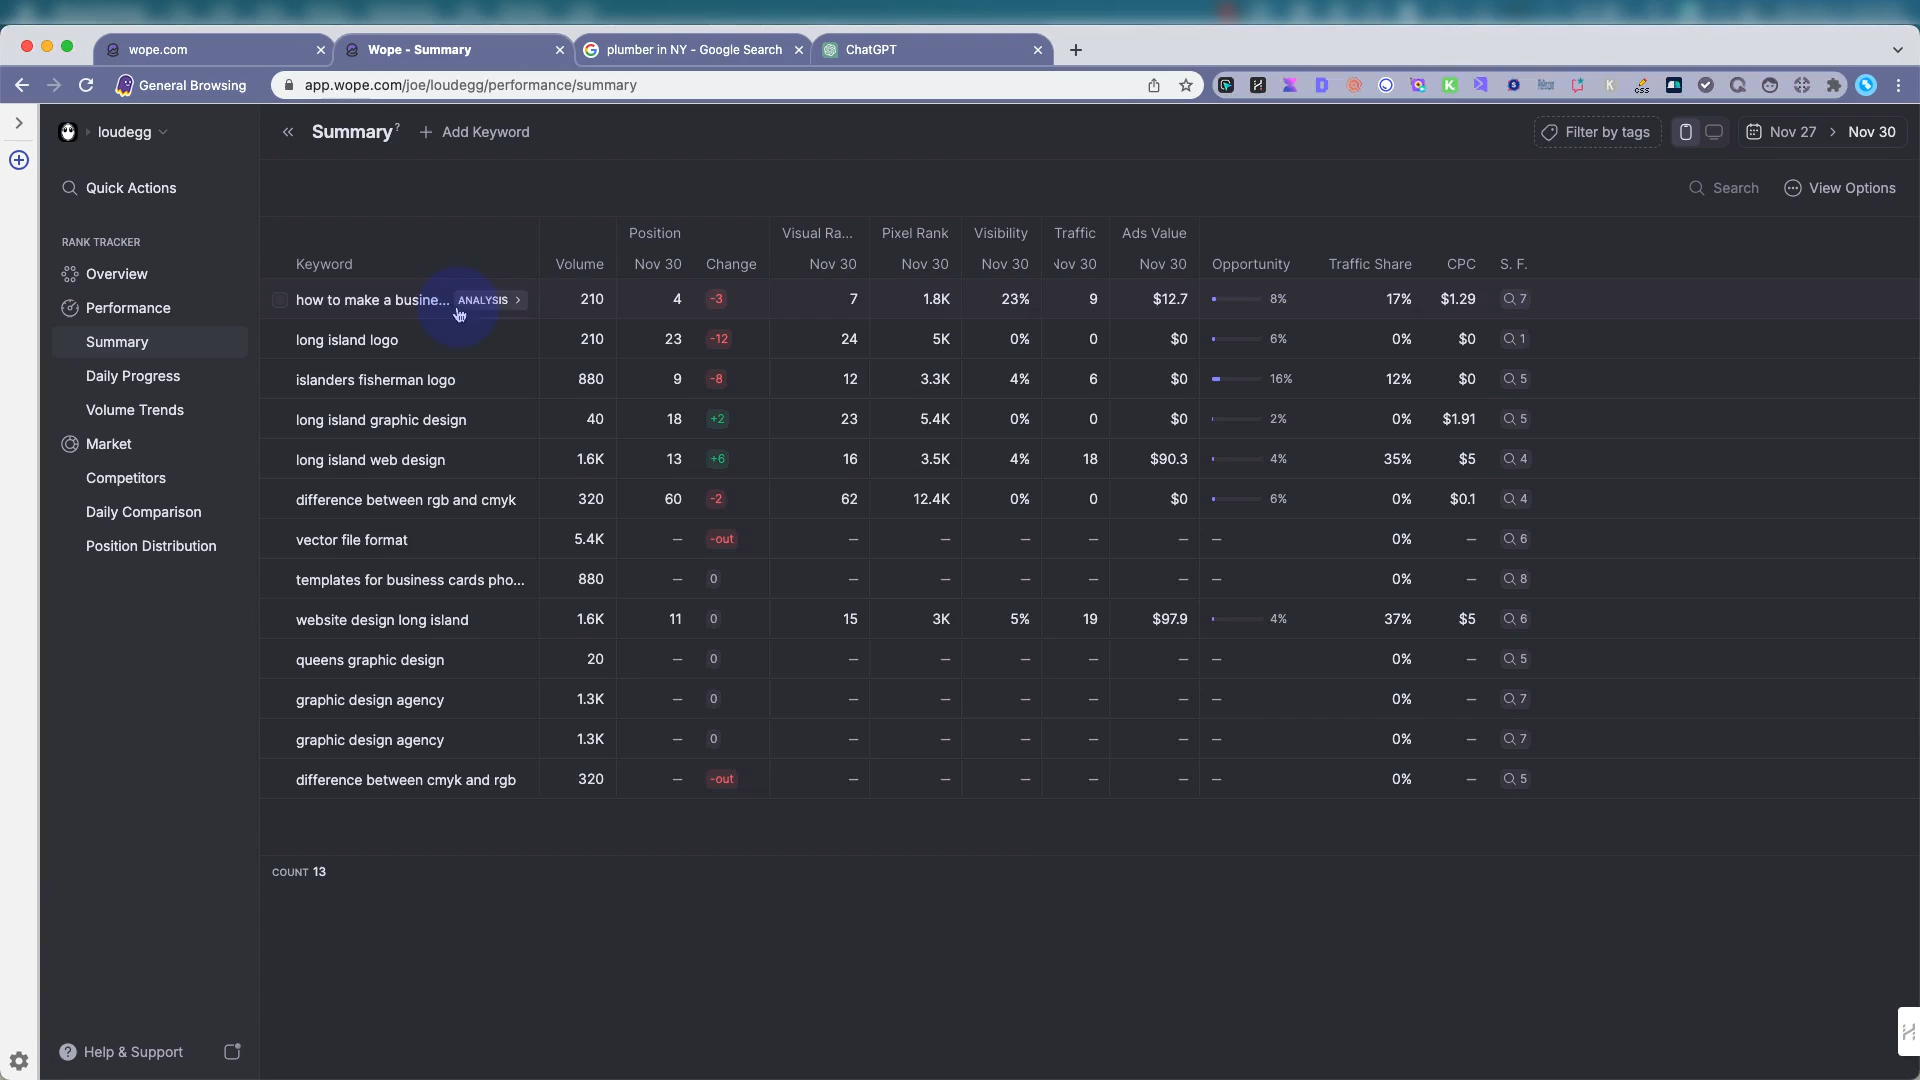 wope.com
Wope - Summary
plumber in NY - Google Search
ChatGPT
General Browsing
app.wope.com/joe/loudegg/performance/summary
loudegg
Summary?
Add Keyword
Filter by tags
Nov 27 > Nov 30
Quick Actions
Search
View Options
RANK TRACKER
Overview
Performance
Summary
Daily Progress
Volume Trends
Market
Competitors
Daily Comparison
Position Distribution
Help & Support
Position Visual Ra... Pixel Rank Visibility Traffic Ads Value
Keyword Volume Nov 30 Change Nov 30 Nov 30 Nov 30 Nov 30 Nov 30 Opportunity Traffic Share CPC S. F.
how to make a busine... ANALYSIS > 210 4 -3 7 1.8K 23% 9 $12.7 8% 17% $1.29 7
long island logo 210 23 -12 24 5K 0% 0 $0 6% 0% $0 1
islanders fisherman logo 880 9 -8 12 3.3K 4% 6 $0 16% 12% $0 5
long island graphic design 40 18 +2 23 5.4K 0% 0 $0 2% 0% $1.91 5
long island web design 1.6K 13 +6 16 3.5K 4% 18 $90.3 4% 35% $5 4
difference between rgb and cmyk 320 60 -2 62 12.4K 0% 0 $0 6% 0% $0.1 4
vector file format 5.4K – -out – – – – – – 0% – 6
templates for business cards pho... 880 – 0 – – – – – – 0% – 8
website design long island 1.6K 11 0 15 3K 5% 19 $97.9 4% 37% $5 6
queens graphic design 20 – 0 – – – – – – 0% – 5
graphic design agency 1.3K – 0 – – – – – – 0% – 7
graphic design agency 1.3K – 0 – – – – – – 0% – 7
difference between cmyk and rgb 320 – -out – – – – – – 0% – 5
COUNT 13